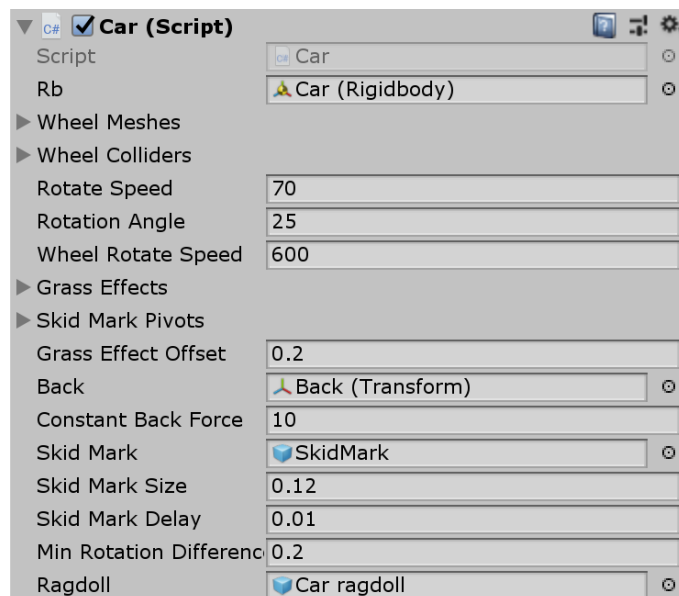 C# Car (Script)
Script C# Car
Rb Car (Rigidbody)
Wheel Meshes
Wheel Colliders
Rotate Speed 70
Rotation Angle 25
Wheel Rotate Speed 600
Grass Effects
Skid Mark Pivots
Grass Effect Offset 0.2
Back Back (Transform)
Constant Back Force 10
Skid Mark SkidMark
Skid Mark Size 0.12
Skid Mark Delay 0.01
Min Rotation Differenc 0.2
Ragdoll Car ragdoll